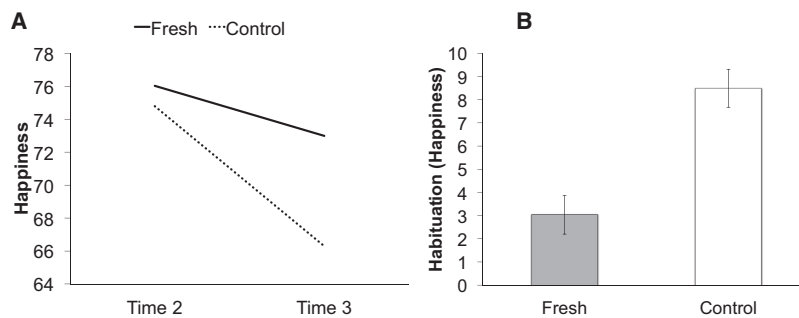 A
Fresh Control
78
76
74
72
70
68
66
64
Happiness
Time 2 Time 3
B
10
9
8
7
6
5
4
3
2
1
0
Habituation (Happiness)
Fresh Control